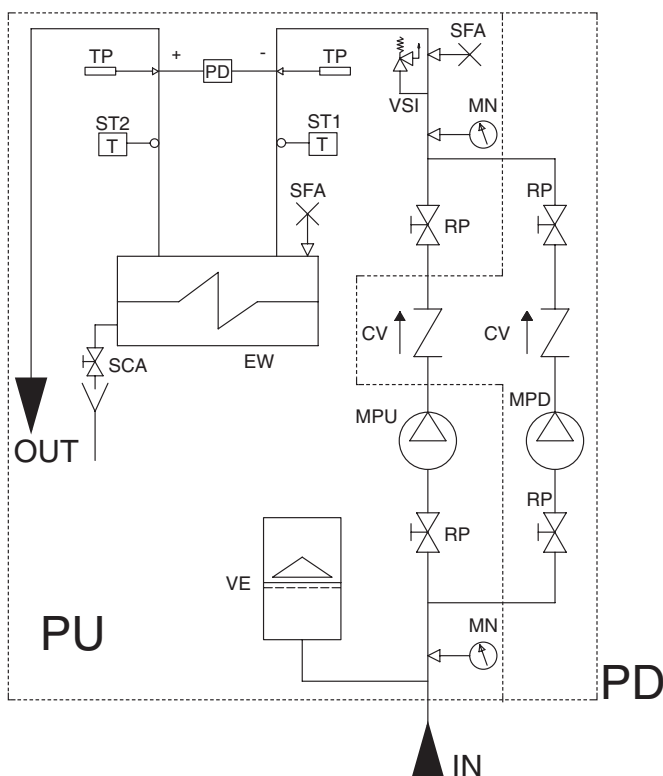 SFA
TP
+
PD
-
TP
VSI
MN
ST2
T
ST1
T
SFA
RP
RP
SCA
EW
CV
CV
OUT
MPU
MPD
RP
RP
VE
PU
MN
PD
IN